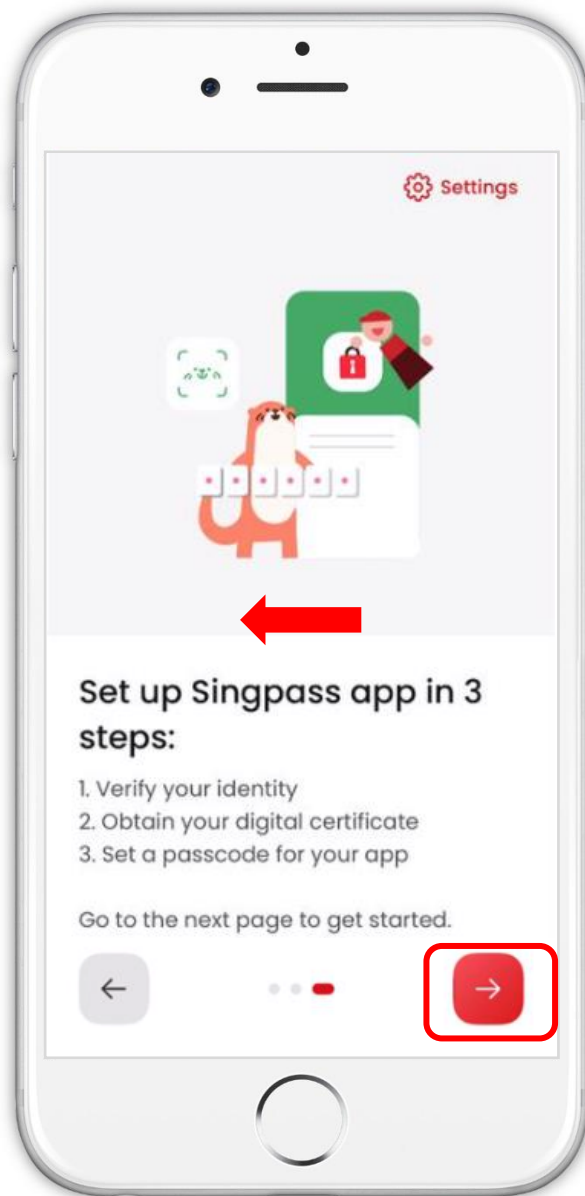 Settings
Set up Singpass app in 3
steps:
1. Verify your identity
2. Obtain your digital certificate
3. Set a passcode for your app
Go to the next page to get started.